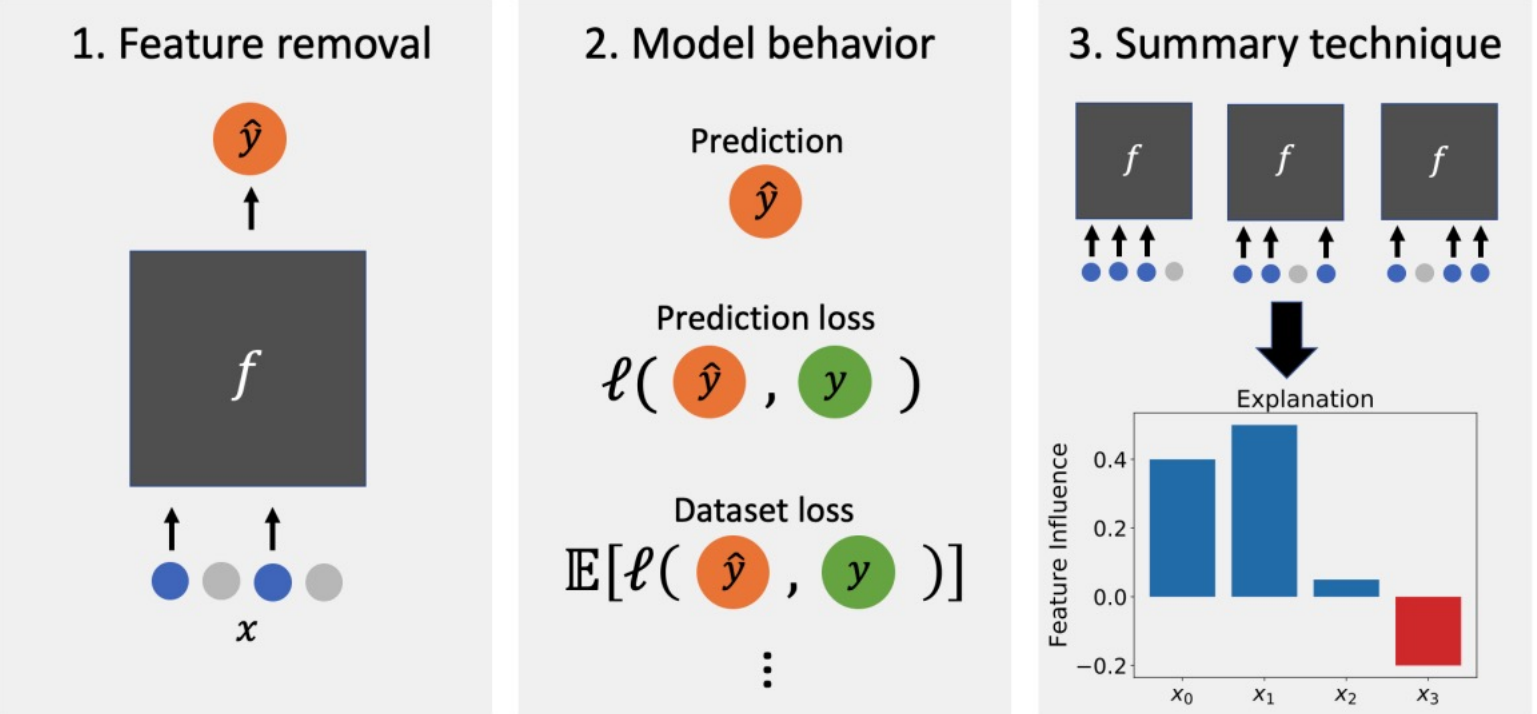 1. Feature removal
ŷ
f
x
2. Model behavior
Prediction
ŷ
Prediction loss
ℓ( ŷ , y )
Dataset loss
𝔼[ℓ( ŷ , y )]
⋮
3. Summary technique
f f f
Explanation
Feature Influence
0.4
0.2
0.0
−0.2
x₀ x₁ x₂ x₃